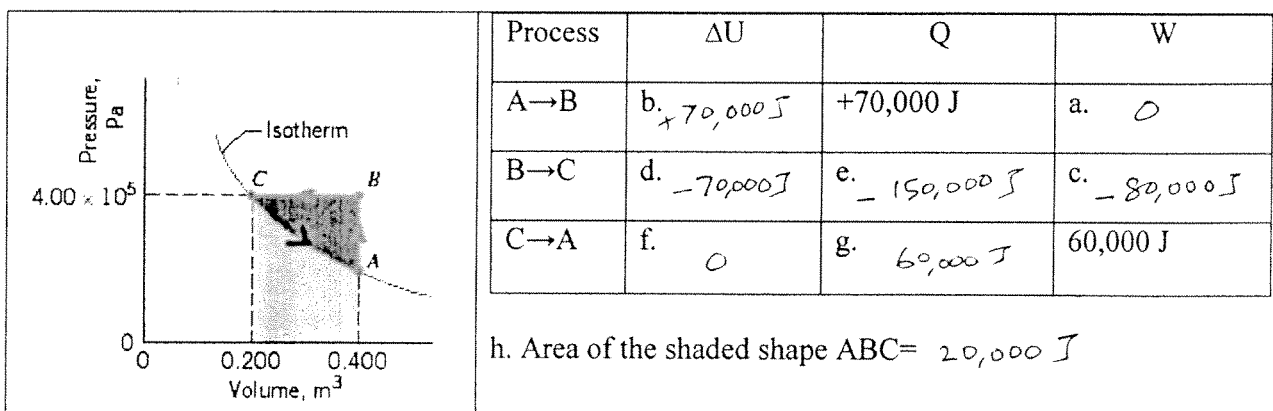 Pressure, Pa
Isotherm
C
B
4.00 × 10⁵
A
0
0
0.200
0.400
Volume, m³
Process ΔU Q W
A→B b. +70,000 J +70,000 J a. 0
B→C d. -70,000 J e. - 150,000 J c. - 80,000 J
C→A f. 0 g. 60,000 J 60,000 J
h. Area of the shaded shape ABC= 20,000 J